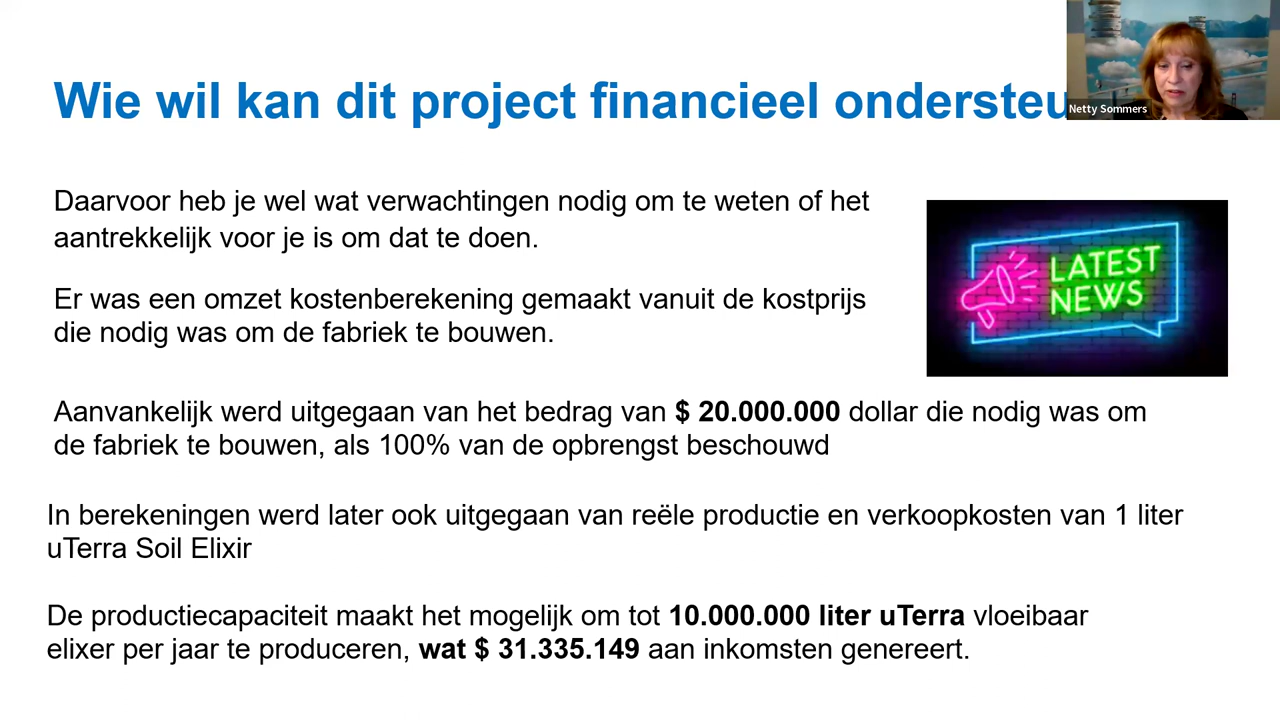 Wie wil kan dit project financieel ondersteu
Netty Sommers
Daarvoor heb je wel wat verwachtingen nodig om te weten of het
aantrekkelijk voor je is om dat te doen.
LATEST
NEWS
Er was een omzet kostenberekening gemaakt vanuit de kostprijs
die nodig was om de fabriek te bouwen.
Aanvankelijk werd uitgegaan van het bedrag van $ 20.000.000 dollar die nodig was om
de fabriek te bouwen, als 100% van de opbrengst beschouwd
In berekeningen werd later ook uitgegaan van reële productie en verkoopkosten van 1 liter
uTerra Soil Elixir
De productiecapaciteit maakt het mogelijk om tot 10.000.000 liter uTerra vloeibaar
elixer per jaar te produceren, wat $ 31.335.149 aan inkomsten genereert.